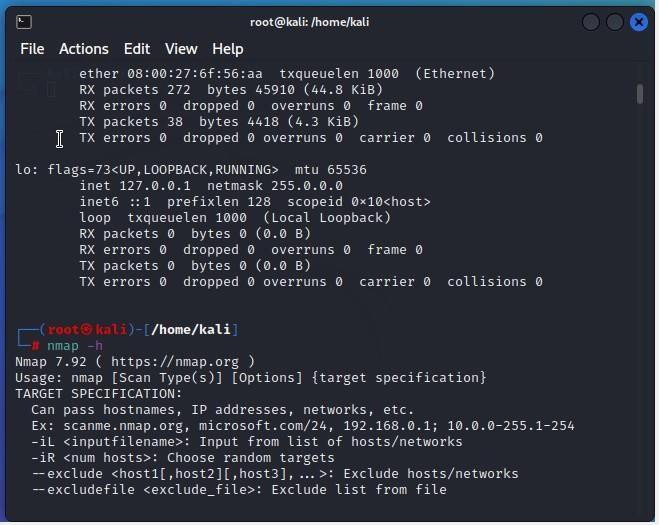 root@kali: /home/kali
File Actions Edit View Help
ether 08:00:27:6f:56:aa txqueuelen 1000 (Ethernet)
RX packets 272 bytes 45910 (44.8 KiB)
RX errors 0 dropped 0 overruns 0 frame 0
TX packets 38 bytes 4418 (4.3 KiB)
TX errors 0 dropped 0 overruns 0 carrier 0 collisions 0
lo: flags=73<UP,LOOPBACK,RUNNING> mtu 65536
inet 127.0.0.1 netmask 255.0.0.0
inet6 ::1 prefixlen 128 scopeid 0×10<host>
loop txqueuelen 1000 (Local Loopback)
RX packets 0 bytes 0 (0.0 B)
RX errors 0 dropped 0 overruns 0 frame 0
TX packets 0 bytes 0 (0.0 B)
TX errors 0 dropped 0 overruns 0 carrier 0 collisions 0
┌──(root㉿kali)-[/home/kali]
└─# nmap -h
Nmap 7.92 ( https://nmap.org )
Usage: nmap [Scan Type(s)] [Options] {target specification}
TARGET SPECIFICATION:
Can pass hostnames, IP addresses, networks, etc.
Ex: scanme.nmap.org, microsoft.com/24, 192.168.0.1; 10.0.0-255.1-254
-iL <inputfilename>: Input from list of hosts/networks
-iR <num hosts>: Choose random targets
--exclude <host1[,host2][,host3],...>: Exclude hosts/networks
--excludefile <exclude_file>: Exclude list from file